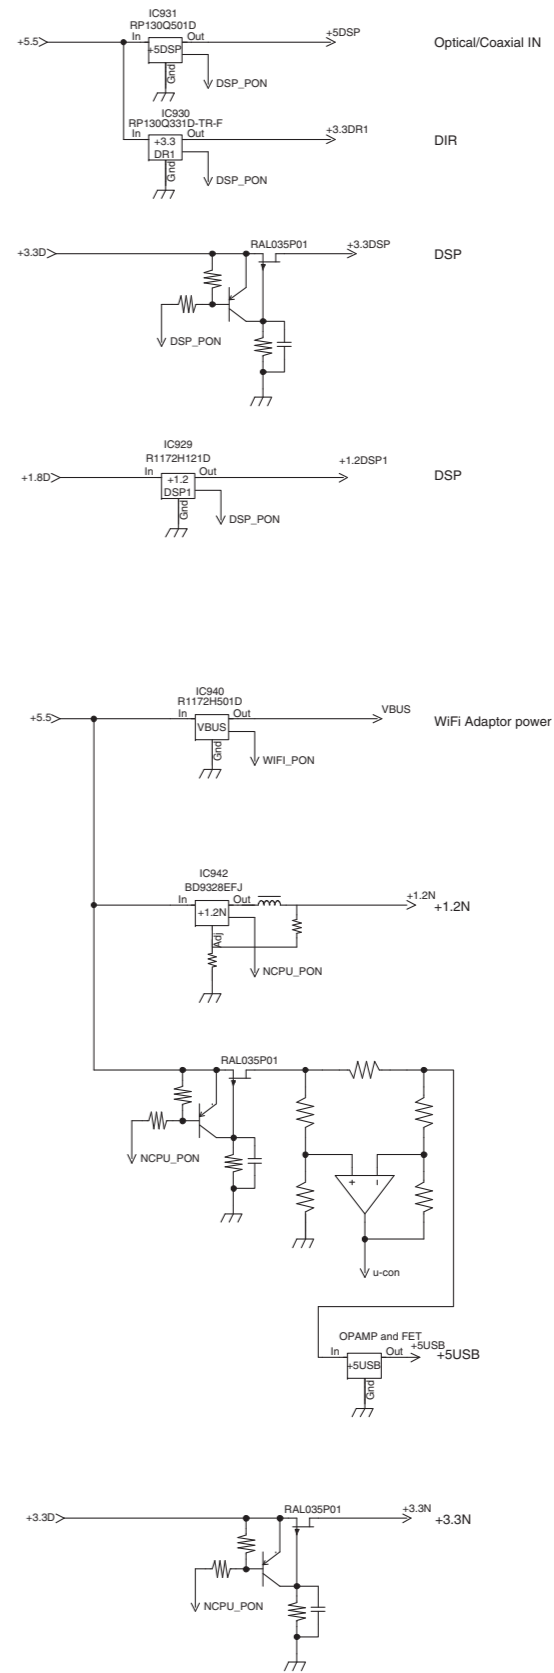 IC931
RP130Q501D
+5.5
In
Out
+5DSP
+5DSP
Optical/Coaxial IN
Gnd
DSP_PON
IC930
RP130Q331D-TR-F
In
Out
+3.3DR1
+3.3
DR1
DIR
Gnd
DSP_PON
RAL035P01
+3.3D
+3.3DSP
DSP
DSP_PON
IC929
R1172H121D
In
Out
+1.2DSP1
+1.8D
+1.2
DSP1
DSP
Gnd
DSP_PON
IC940
R1172H501D
+5.5
In
Out
VBUS
VBUS
WiFi Adaptor power
Gnd
WIFI_PON
IC942
BD9328EFJ
In
Out
+1.2N
+1.2N
+1.2N
Adj
NCPU_PON
RAL035P01
NCPU_PON
+
-
u-con
OPAMP and FET
In
Out
+5USB
+5USB
+5USB
Gnd
RAL035P01
+3.3D
+3.3N
+3.3N
NCPU_PON